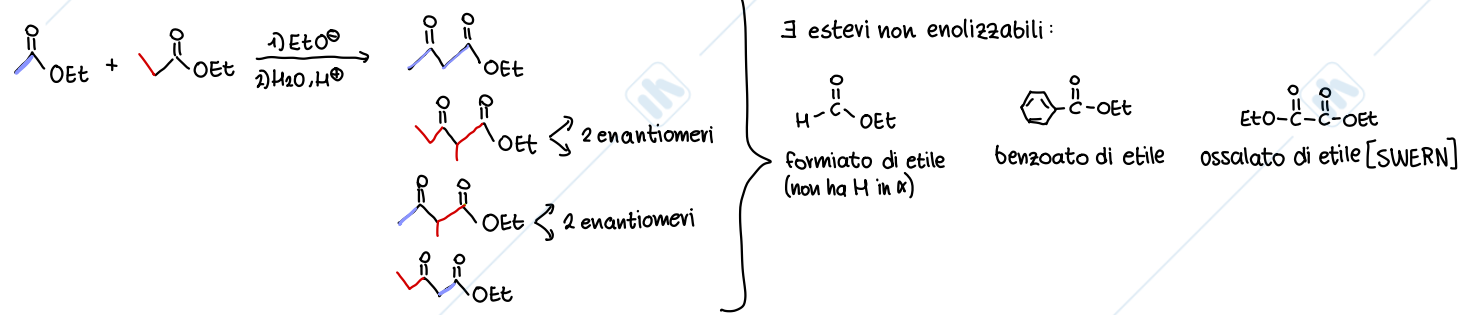 O
OEt
+
O
OEt
1) EtO⊖
2) H2O, H⊕
O
O
OEt
O
O
OEt
2 enantiomeri
O
O
OEt
2 enantiomeri
O
O
OEt
∃ esteri non enolizzabili:
O
H-C
OEt
formiato di etile
(non ha H in α)
O
C-OEt
benzoato di etile
O O
EtO-C-C-OEt
ossalato di etile [SWERN]